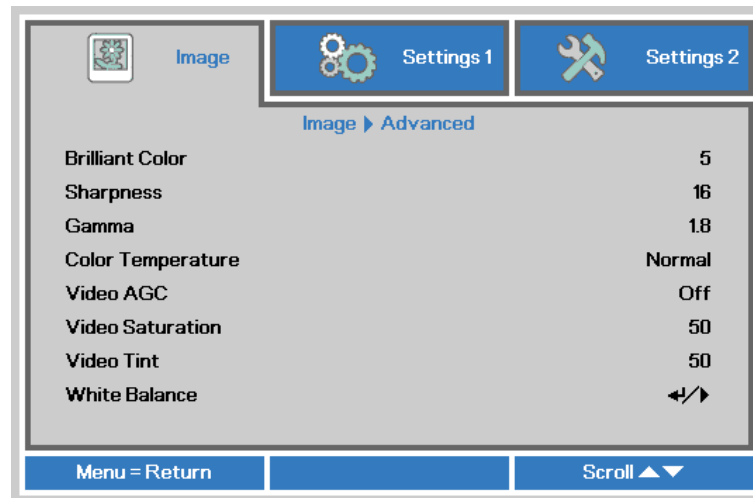 Image Settings 1 Settings 2
Image ▶ Advanced
Brilliant Color 5
Sharpness 16
Gamma 1.8
Color Temperature Normal
Video AGC Off
Video Saturation 50
Video Tint 50
White Balance ↵/▶
Menu = Return Scroll ▲▼